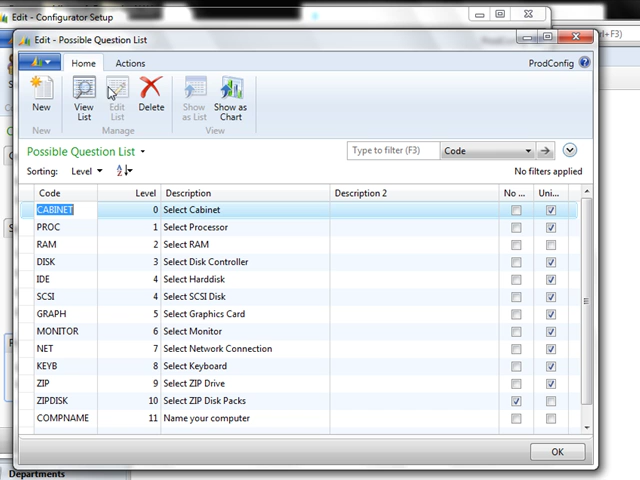 Edit - Configurator Setup
Edit - Possible Question List
Home Actions ProdConfig
New View List Edit List Delete Show as List Show as Chart
New Manage View
Possible Question List Type to filter (F3) Code
Sorting: Level No filters applied
Code Level Description Description 2 No ... Uni...
CABINET 0 Select Cabinet
PROC 1 Select Processor
RAM 2 Select RAM
DISK 3 Select Disk Controller
IDE 4 Select Harddisk
SCSI 4 Select SCSI Disk
GRAPH 5 Select Graphics Card
MONITOR 6 Select Monitor
NET 7 Select Network Connection
KEYB 8 Select Keyboard
ZIP 9 Select ZIP Drive
ZIPDISK 10 Select ZIP Disk Packs
COMPNAME 11 Name your computer
OK
Departments